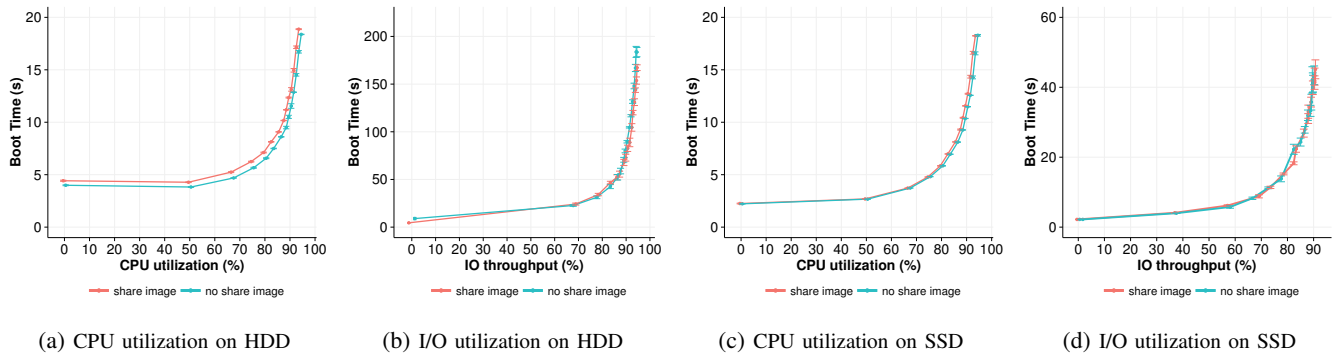 Boot Time (s)
20
15
10
5
0
0 10 20 30 40 50 60 70 80 90 100
CPU utilization (%)
share image no share image
(a) CPU utilization on HDD
Boot Time (s)
200
150
100
50
0
0 10 20 30 40 50 60 70 80 90 100
IO throughput (%)
share image no share image
(b) I/O utilization on HDD
Boot Time (s)
20
15
10
5
0
0 10 20 30 40 50 60 70 80 90 100
CPU utilization (%)
share image no share image
(c) CPU utilization on SSD
Boot Time (s)
60
40
20
0
0 10 20 30 40 50 60 70 80 90
IO throughput (%)
share image no share image
(d) I/O utilization on SSD